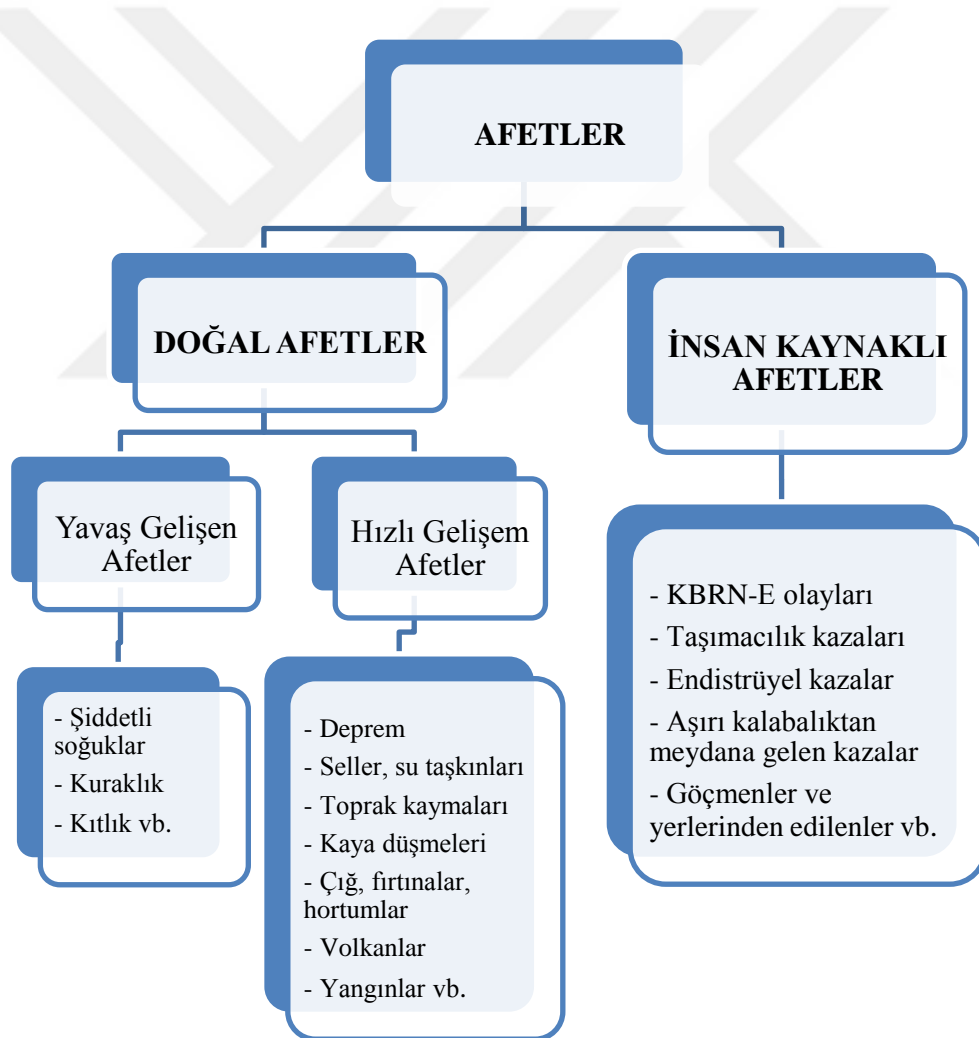 AFETLER
DOĞAL AFETLER
İNSAN KAYNAKLI
AFETLER
Yavaş Gelişen
Afetler
Hızlı Gelişem
Afetler
- Şiddetli
soğuklar
- Kuraklık
- Kıtlık vb.
- Deprem
- Seller, su taşkınları
- Toprak kaymaları
- Kaya düşmeleri
- Çığ, fırtınalar,
hortumlar
- Volkanlar
- Yangınlar vb.
- KBRN-E olayları
- Taşımacılık kazaları
- Endistrüyel kazalar
- Aşırı kalabalıktan
meydana gelen kazalar
- Göçmenler ve
yerlerinden edilenler vb.